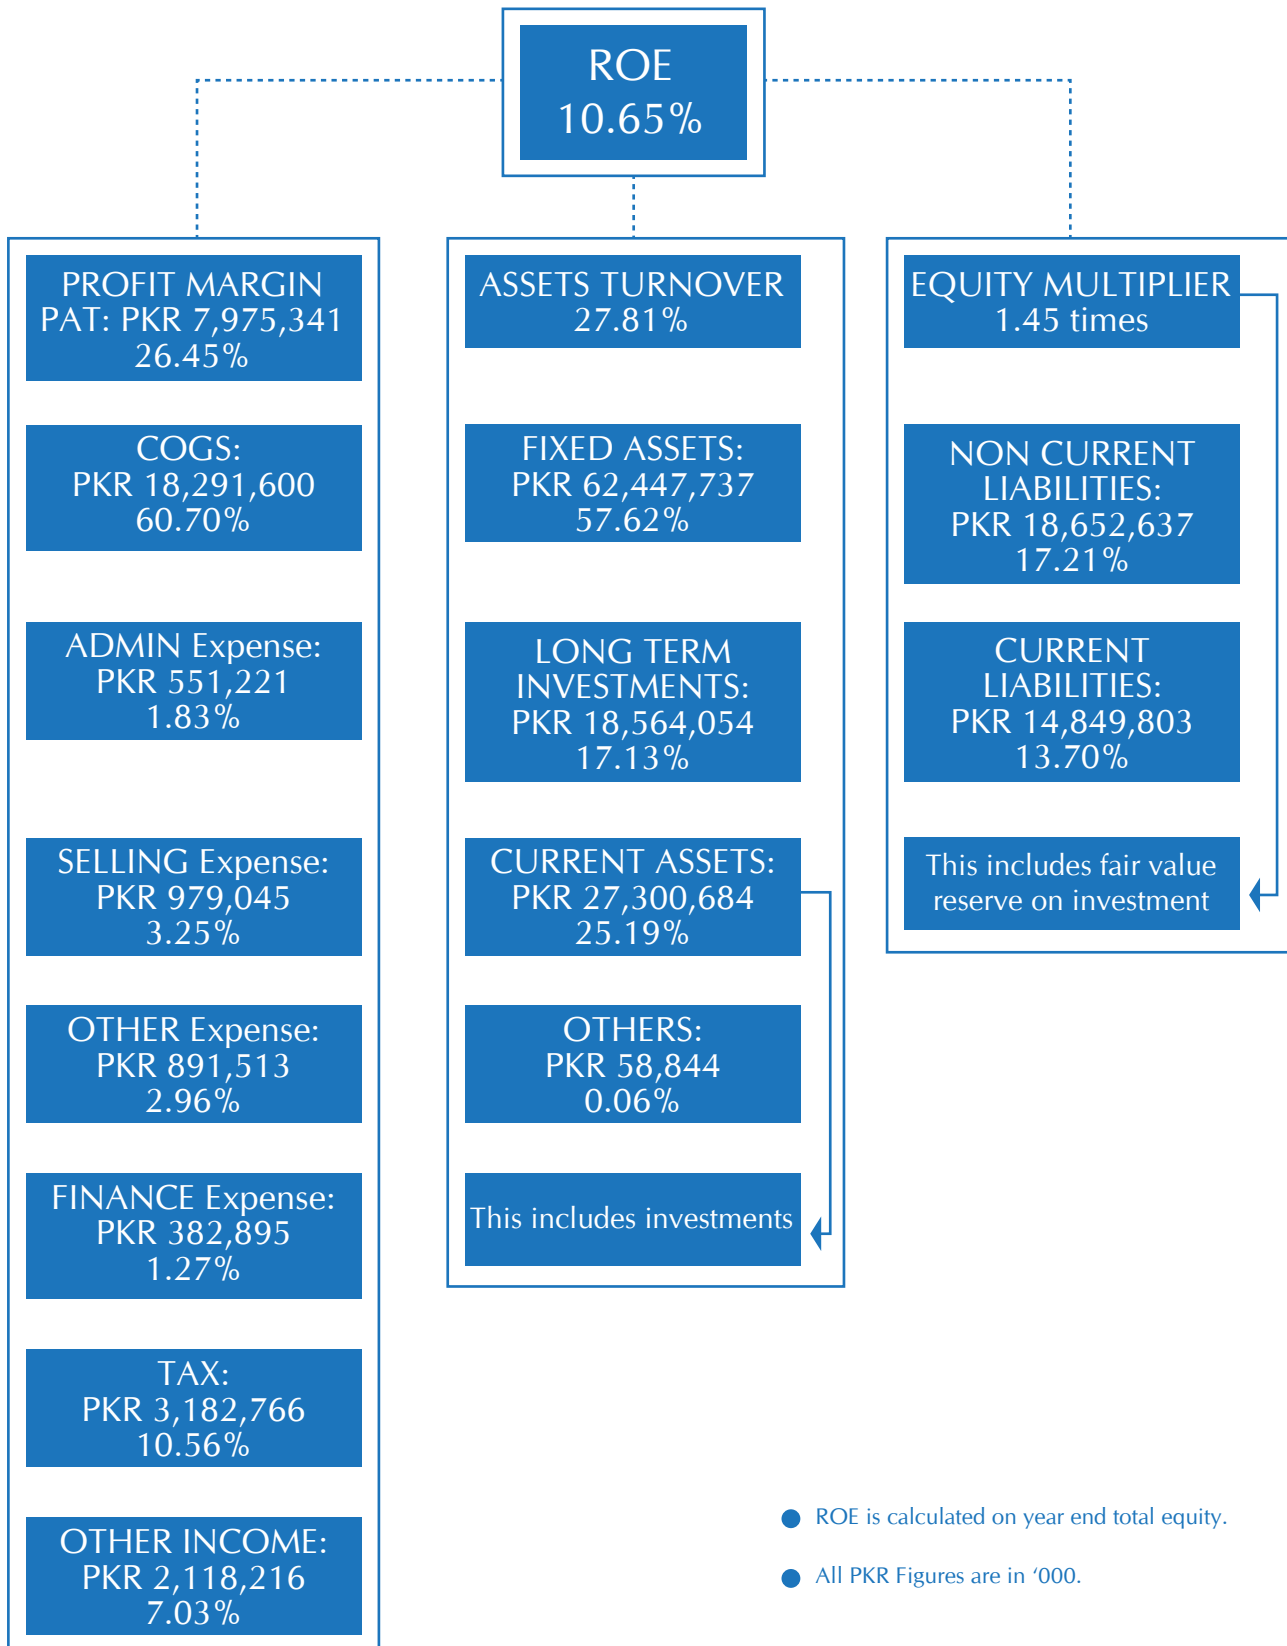 ROE
10.65%
PROFIT MARGIN
PAT: PKR 7,975,341
26.45%
COGS:
PKR 18,291,600
60.70%
ADMIN Expense:
PKR 551,221
1.83%
SELLING Expense:
PKR 979,045
3.25%
OTHER Expense:
PKR 891,513
2.96%
FINANCE Expense:
PKR 382,895
1.27%
TAX:
PKR 3,182,766
10.56%
OTHER INCOME:
PKR 2,118,216
7.03%
ASSETS TURNOVER
27.81%
FIXED ASSETS:
PKR 62,447,737
57.62%
LONG TERM
INVESTMENTS:
PKR 18,564,054
17.13%
CURRENT ASSETS:
PKR 27,300,684
25.19%
OTHERS:
PKR 58,844
0.06%
This includes investments
EQUITY MULTIPLIER
1.45 times
NON CURRENT
LIABILITIES:
PKR 18,652,637
17.21%
CURRENT
LIABILITIES:
PKR 14,849,803
13.70%
This includes fair value
reserve on investment
● ROE is calculated on year end total equity.
● All PKR Figures are in ‘000.